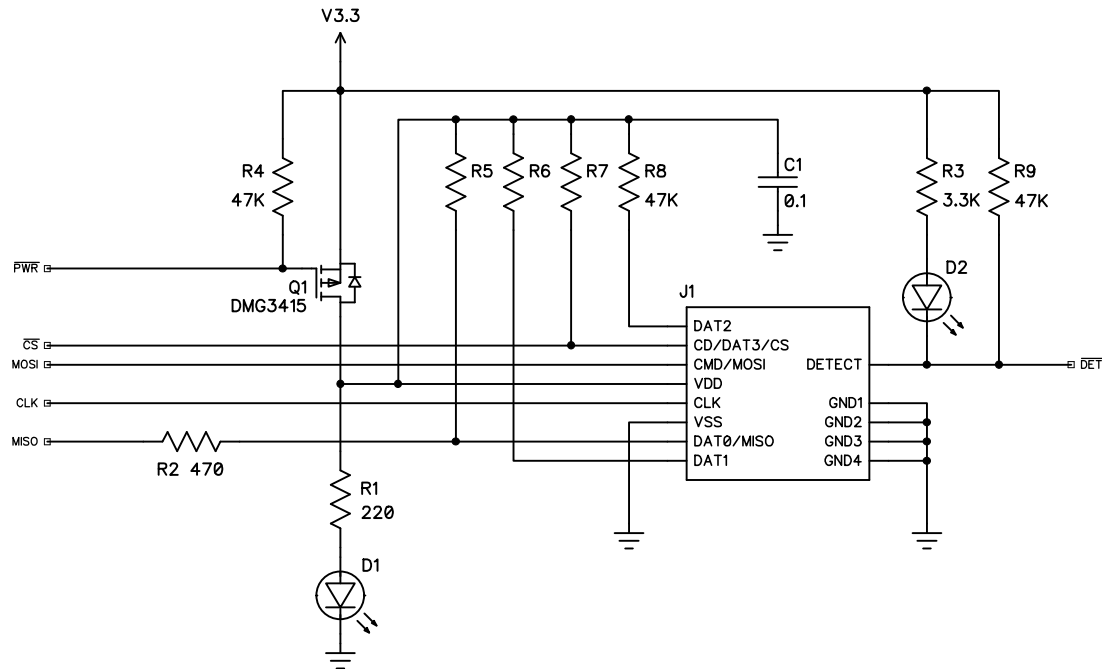 V3.3
R4
47K
R5
R6
R7
R8
47K
C1
0.1
R3
3.3K
R9
47K
PWR
Q1
DMG3415
D2
J1
CS
MOSI
CLK
MISO
R2 470
DAT2
CD/DAT3/CS
CMD/MOSI
VDD
CLK
VSS
DAT0/MISO
DAT1
DETECT
GND1
GND2
GND3
GND4
DET
R1
220
D1